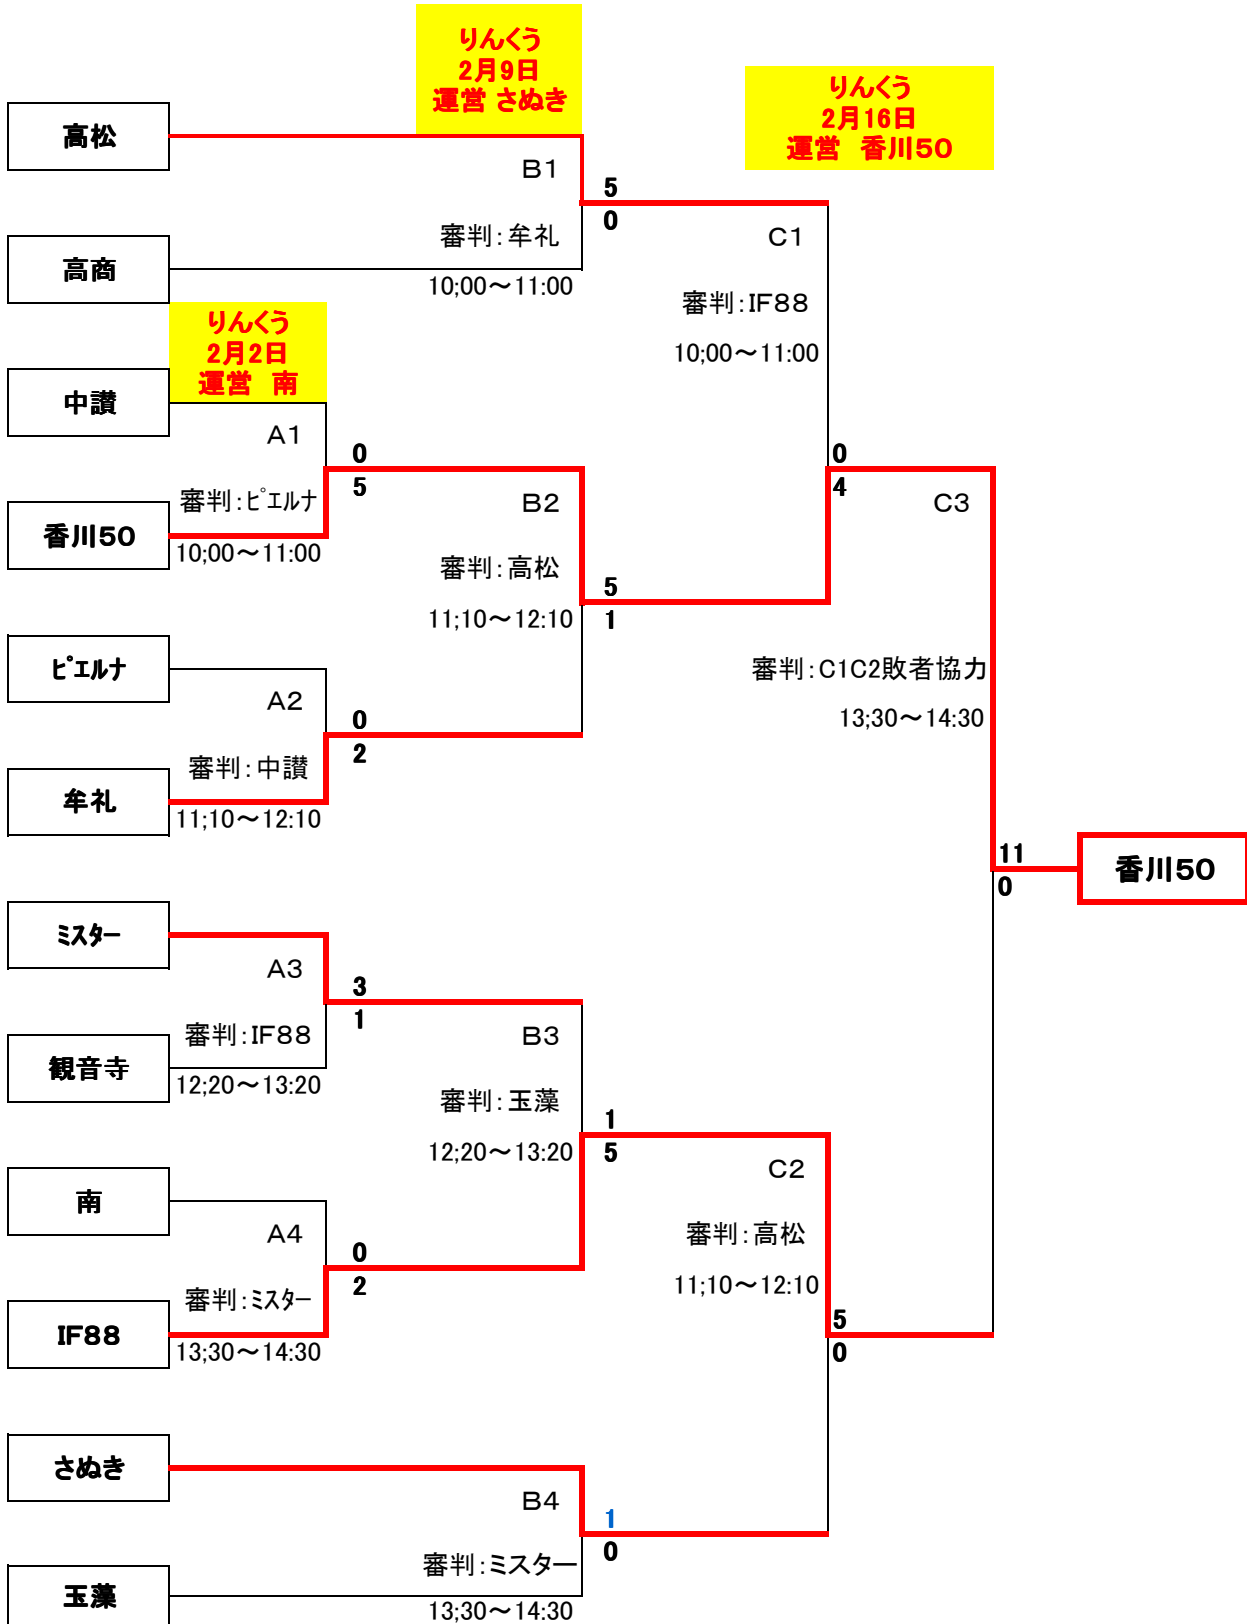 りんくう
2月9日
運営 さぬき
りんくう
2月16日
運営　香川50
高松
B1
5
0
審判：牟礼
C1
高商
10;00～11:00
審判：IF88
りんくう
2月2日
運営　南
10;00～11:00
中讃
A1
0
5
0
4
審判：ﾋﾟｴﾙﾅ
B2
C3
香川50
10;00～11:00
審判：高松
5
1
11;10～12:10
ﾋﾟｴﾙﾅ
審判：C1C2敗者協力
A2
0
2
13;30～14:30
審判：中讃
牟礼
11;10～12:10
11
0
香川50
ﾐｽﾀｰ
A3
3
1
審判：IF88
B3
観音寺
12;20～13:20
審判：玉藻
1
5
12;20～13:20
C2
南
A4
審判：高松
0
2
11;10～12:10
審判：ﾐｽﾀｰ
5
0
IF88
13;30～14:30
さぬき
B4
1
0
審判：ミスター
玉藻
13;30～14:30